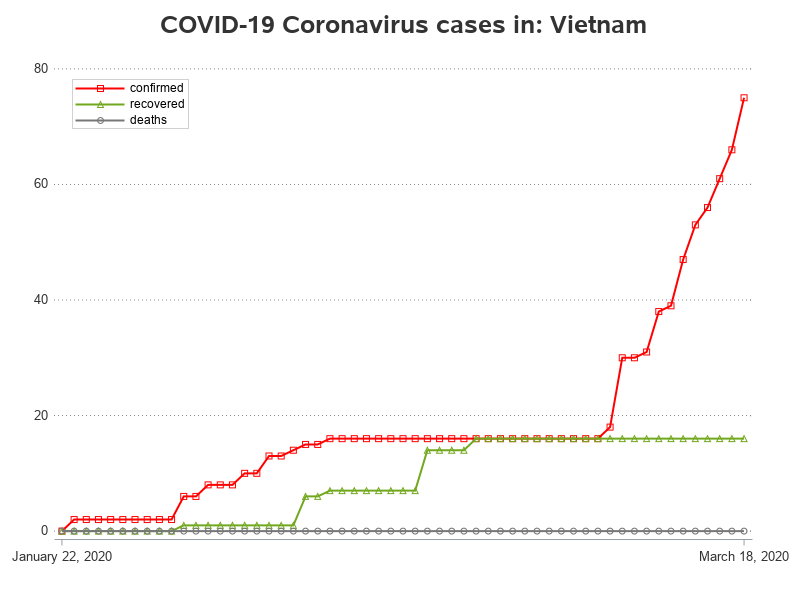 COVID-19 Coronavirus cases in: Vietnam
80
confirmed
recovered
deaths
60
40
20
0
January 22, 2020
March 18, 2020